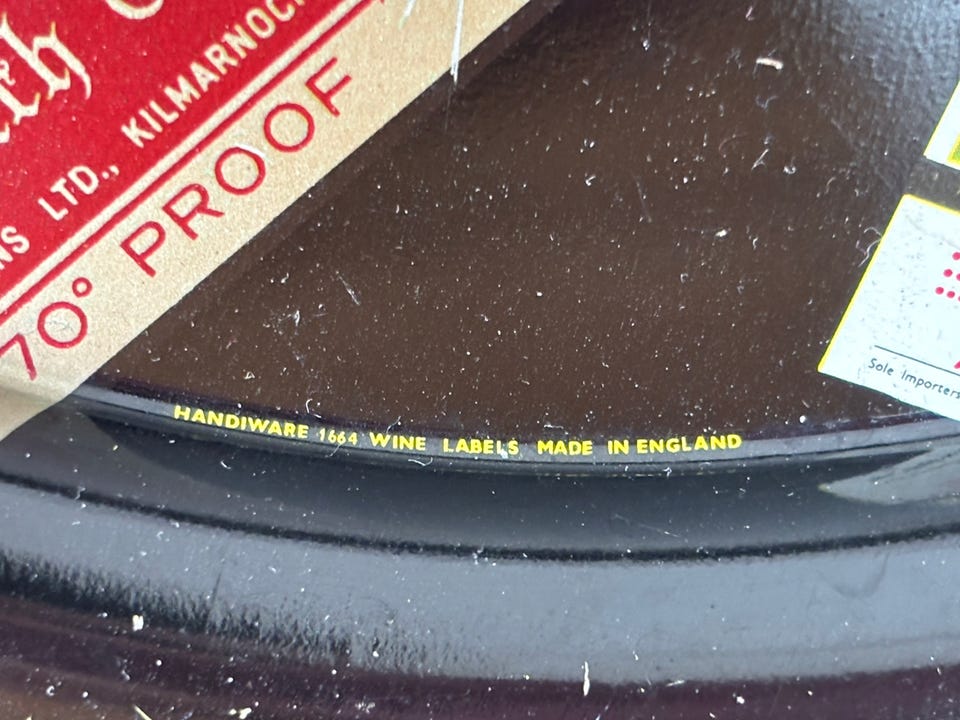 LTD., KILMARNOCK
70° PROOF
Sole Importers
HANDIWARE 1664 WINE LABELS MADE IN ENGLAND